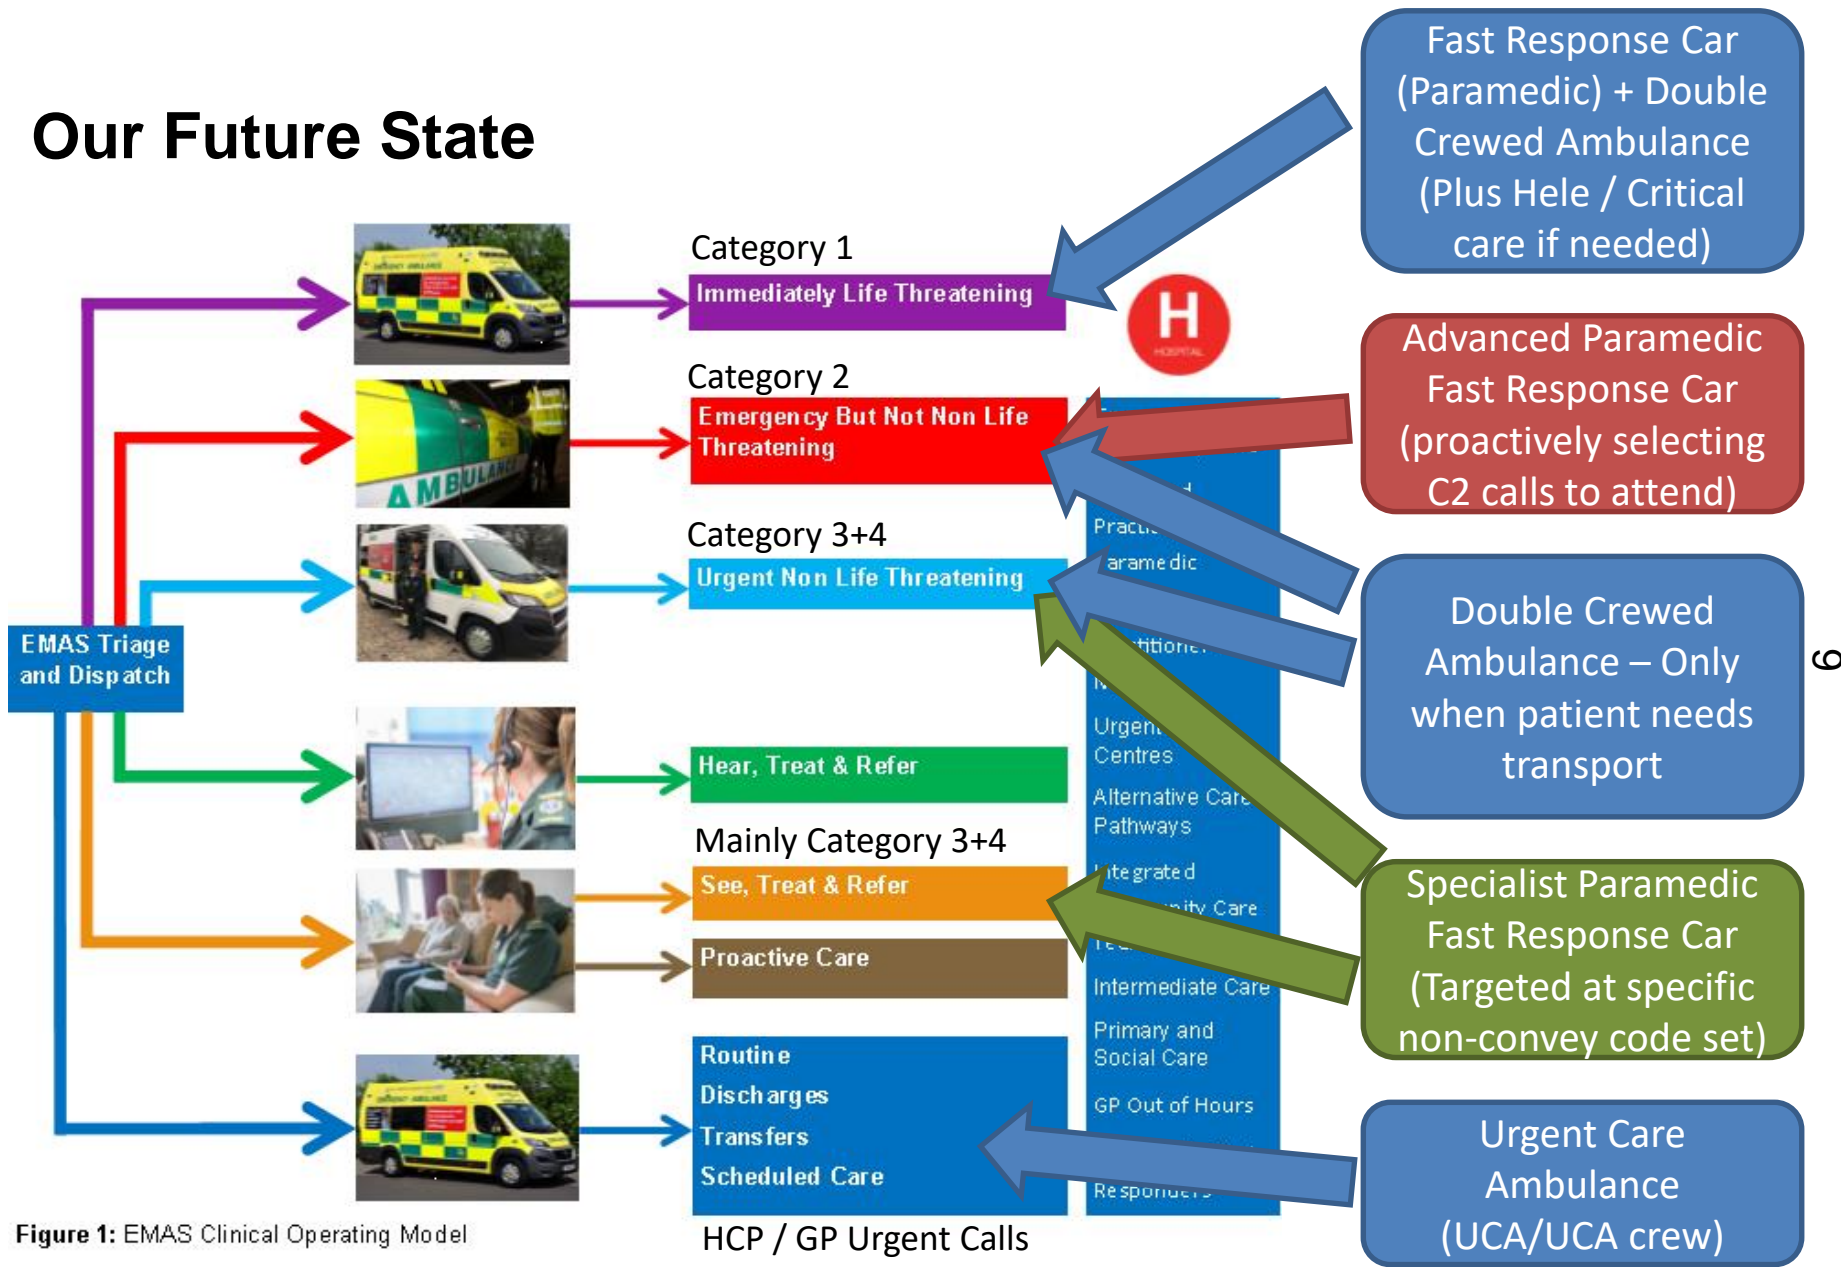 Our Future State
EMAS Triage
and Dispatch
Category 1
Immediately Life Threatening
Category 2
Emergency But Not Non Life
Threatening
Category 3+4
Urgent Non Life Threatening
Hear, Treat & Refer
Mainly Category 3+4
See, Treat & Refer
Proactive Care
Routine
Discharges
Transfers
Scheduled Care
HCP / GP Urgent Calls
AMBULANCE
H
HOSPITAL
Urgent
Centres
Alternative Care
Pathways
Care
Intermediate Care
Primary and
Social Care
GP Out of Hours
Responders
Fast Response Car
(Paramedic) + Double
Crewed Ambulance
(Plus Hele / Critical
care if needed)
Advanced Paramedic
Fast Response Car
(proactively selecting
C2 calls to attend)
Double Crewed
Ambulance – Only
when patient needs
transport
Specialist Paramedic
Fast Response Car
(Targeted at specific
non-convey code set)
Urgent Care
Ambulance
(UCA/UCA crew)
9
Figure 1: EMAS Clinical Operating Model